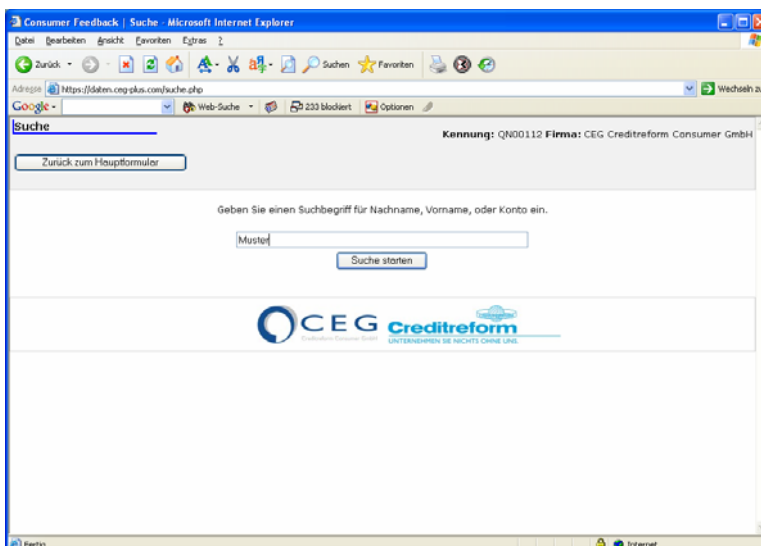 Consumer Feedback | Suche - Microsoft Internet Explorer
Datei Bearbeiten Ansicht Favoriten Extras ?
Zurück Suchen Favoriten
Adresse https://daten.ceg-plus.com/suche.php Wechseln zu
Google Web-Suche 233 blockiert Optionen
Suche
Kennung: QN00112 Firma: CEG Creditreform Consumer GmbH
Zurück zum Hauptformular
Geben Sie einen Suchbegriff für Nachname, Vorname, oder Konto ein.
Muster
Suche starten
CEG Creditreform
Creditreform Consumer GmbH UNTERNEHMEN SIE NICHTS OHNE UNS.
Fertig Internet